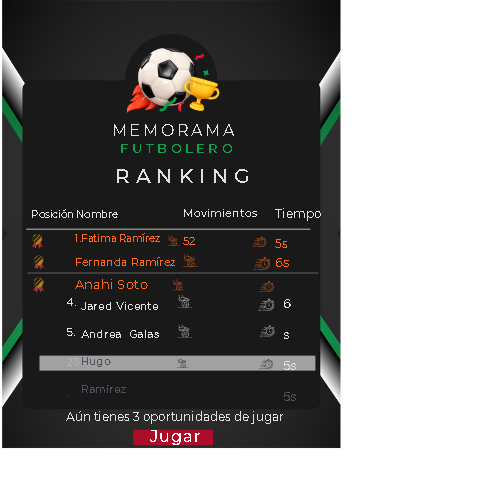 MEMORAMA
FUTBOLERO
RANKING
Posición Nombre Movimientos Tiempo
1.Fatima Ramírez 52 5s
Fernanda Ramírez 6s
Anahi Soto
4. Jared Vicente 6
5. Andrea Galas s
Hugo 5s
Ramírez 5s
Aún tienes 3 oportunidades de jugar
Jugar